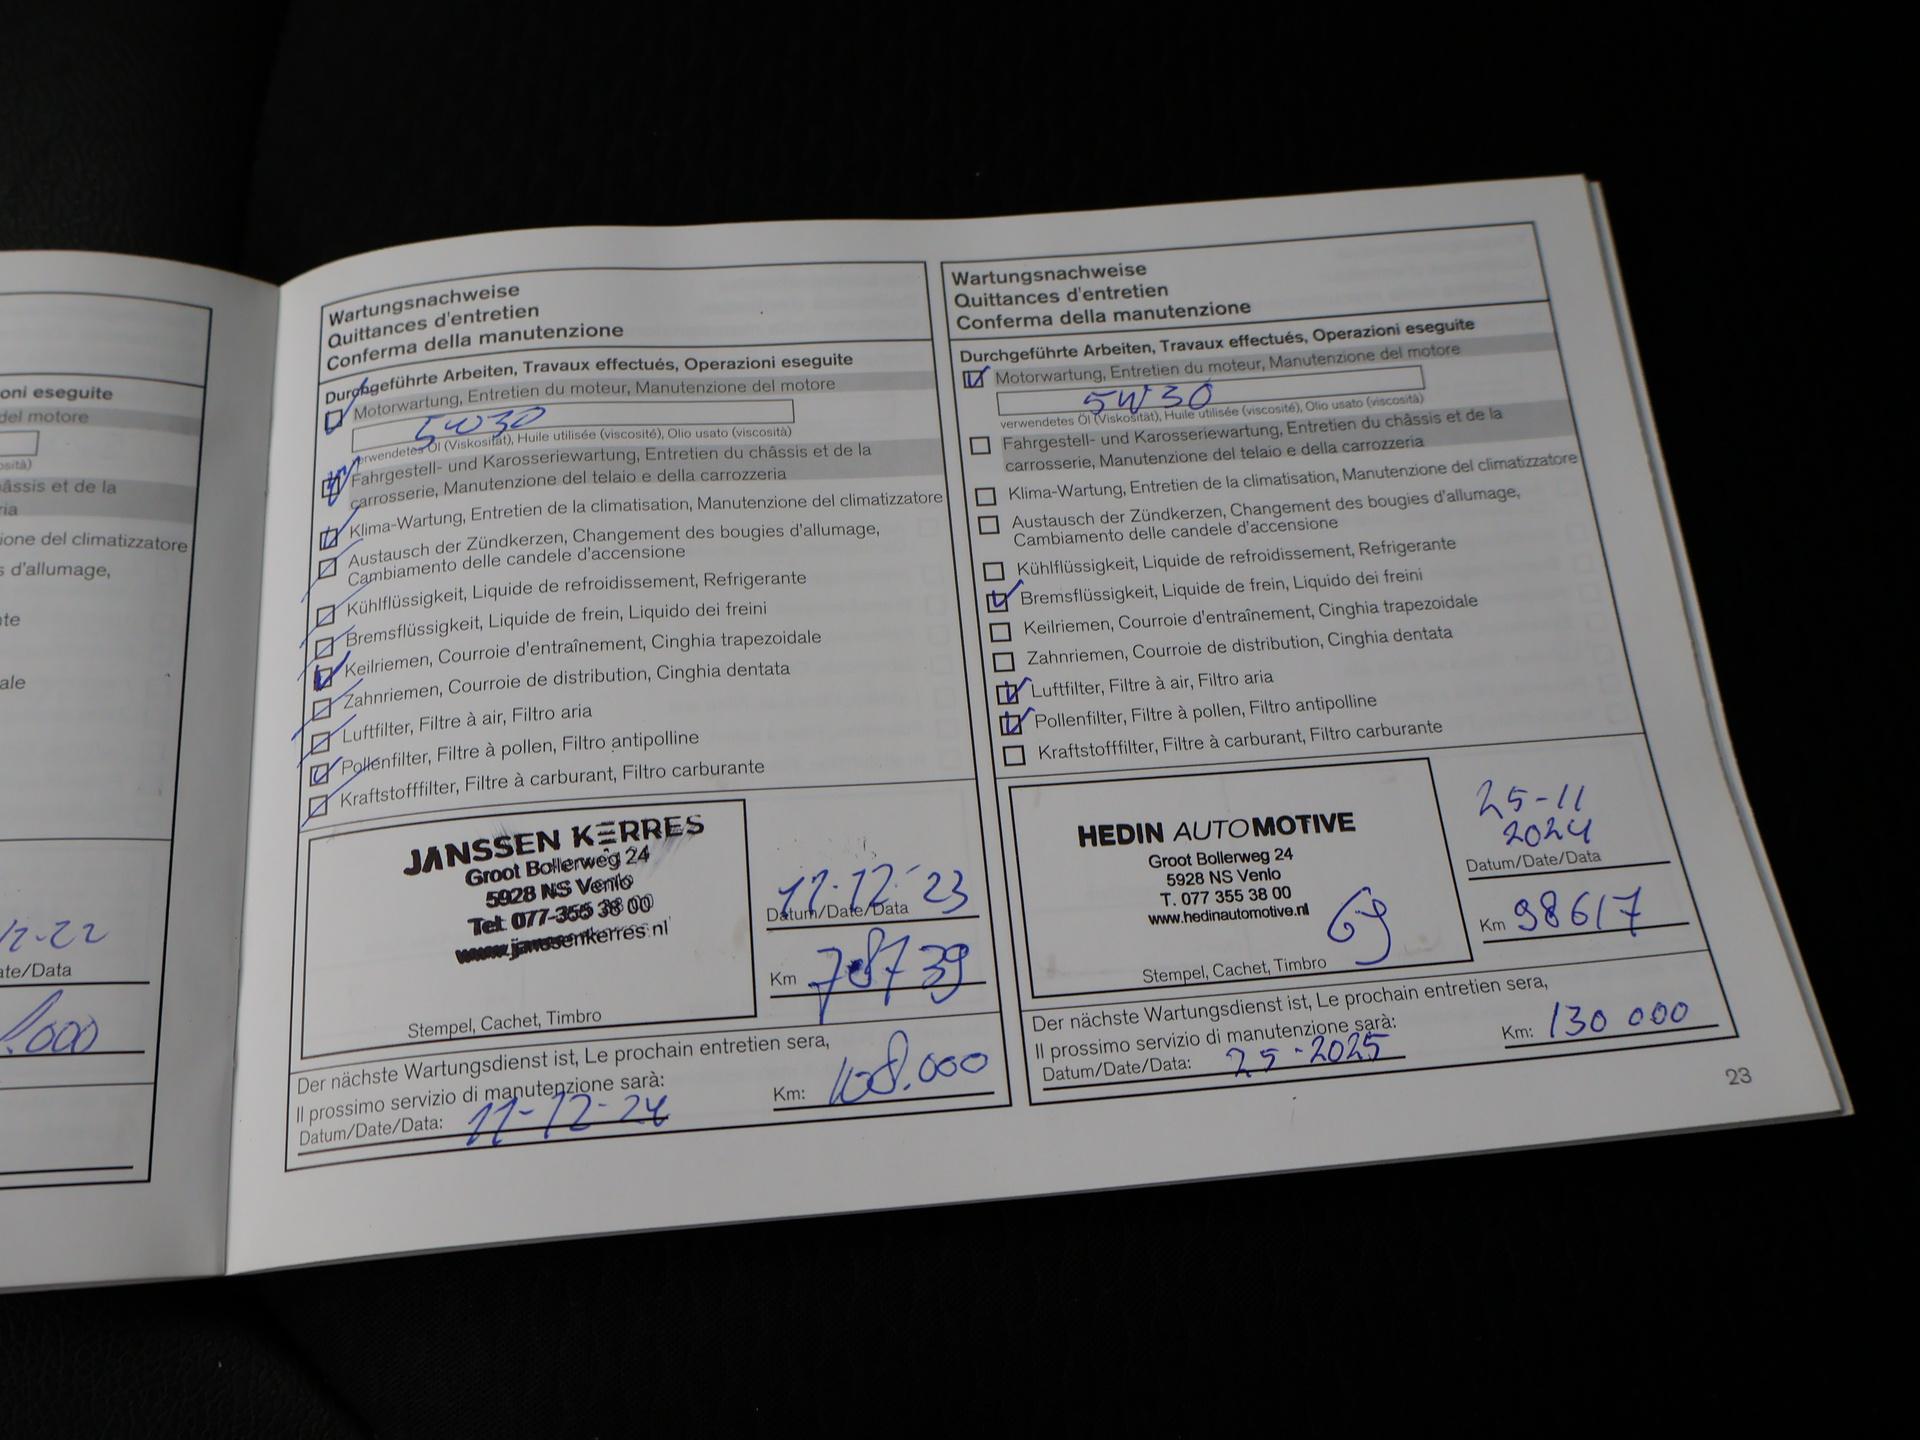 oni eseguite
del motore
osità)
âssis et de la
ria
ione del climatizzatore
s d'allumage,
te
ale
2-22
ate/Data
.000
Wartungsnachweise
Quittances d'entretien
Conferma della manutenzione
Durchgeführte Arbeiten, Travaux effectués, Operazioni eseguite
Motorwartung, Entretien du moteur, Manutenzione del motore
5W30
verwendetes Öl (Viskosität), Huile utilisée (viscosité), Olio usato (viscosità)
Fahrgestell- und Karosseriewartung, Entretien du châssis et de la
carrosserie, Manutenzione del telaio e della carrozzeria
Klima-Wartung, Entretien de la climatisation, Manutenzione del climatizzatore
Austausch der Zündkerzen, Changement des bougies d'allumage,
Cambiamento delle candele d'accensione
Kühlflüssigkeit, Liquide de refroidissement, Refrigerante
Bremsflüssigkeit, Liquide de frein, Liquido dei freini
Keilriemen, Courroie d'entraînement, Cinghia trapezoidale
Zahnriemen, Courroie de distribution, Cinghia dentata
Luftfilter, Filtre à air, Filtro aria
Pollenfilter, Filtre à pollen, Filtro antipolline
Kraftstofffilter, Filtre à carburant, Filtro carburante
JANSSEN KERRES
Groot Bollerweg 24
5928 NS Venlo
Tel: 077-355 38 00
www.janssenkerres.nl
Stempel, Cachet, Timbro
11-12-23
Datum/Date/Data
Km 78739
Der nächste Wartungsdienst ist, Le prochain entretien sera,
Il prossimo servizio di manutenzione sarà:
Datum/Date/Data: 11-12-24
Km: 108.000
Wartungsnachweise
Quittances d'entretien
Conferma della manutenzione
Durchgeführte Arbeiten, Travaux effectués, Operazioni eseguite
Motorwartung, Entretien du moteur, Manutenzione del motore
5W30
verwendetes Öl (Viskosität), Huile utilisée (viscosité), Olio usato (viscosità)
Fahrgestell- und Karosseriewartung, Entretien du châssis et de la
carrosserie, Manutenzione del telaio e della carrozzeria
Klima-Wartung, Entretien de la climatisation, Manutenzione del climatizzatore
Austausch der Zündkerzen, Changement des bougies d'allumage,
Cambiamento delle candele d'accensione
Kühlflüssigkeit, Liquide de refroidissement, Refrigerante
Bremsflüssigkeit, Liquide de frein, Liquido dei freini
Keilriemen, Courroie d'entraînement, Cinghia trapezoidale
Zahnriemen, Courroie de distribution, Cinghia dentata
Luftfilter, Filtre à air, Filtro aria
Pollenfilter, Filtre à pollen, Filtro antipolline
Kraftstofffilter, Filtre à carburant, Filtro carburante
HEDIN AUTOMOTIVE
Groot Bollerweg 24
5928 NS Venlo
T. 077 355 38 00
www.hedinautomotive.nl
69
Stempel, Cachet, Timbro
25-11
2024
Datum/Date/Data
Km 98617
Der nächste Wartungsdienst ist, Le prochain entretien sera,
Il prossimo servizio di manutenzione sarà:
Datum/Date/Data: 25-2025
Km: 130 000
23